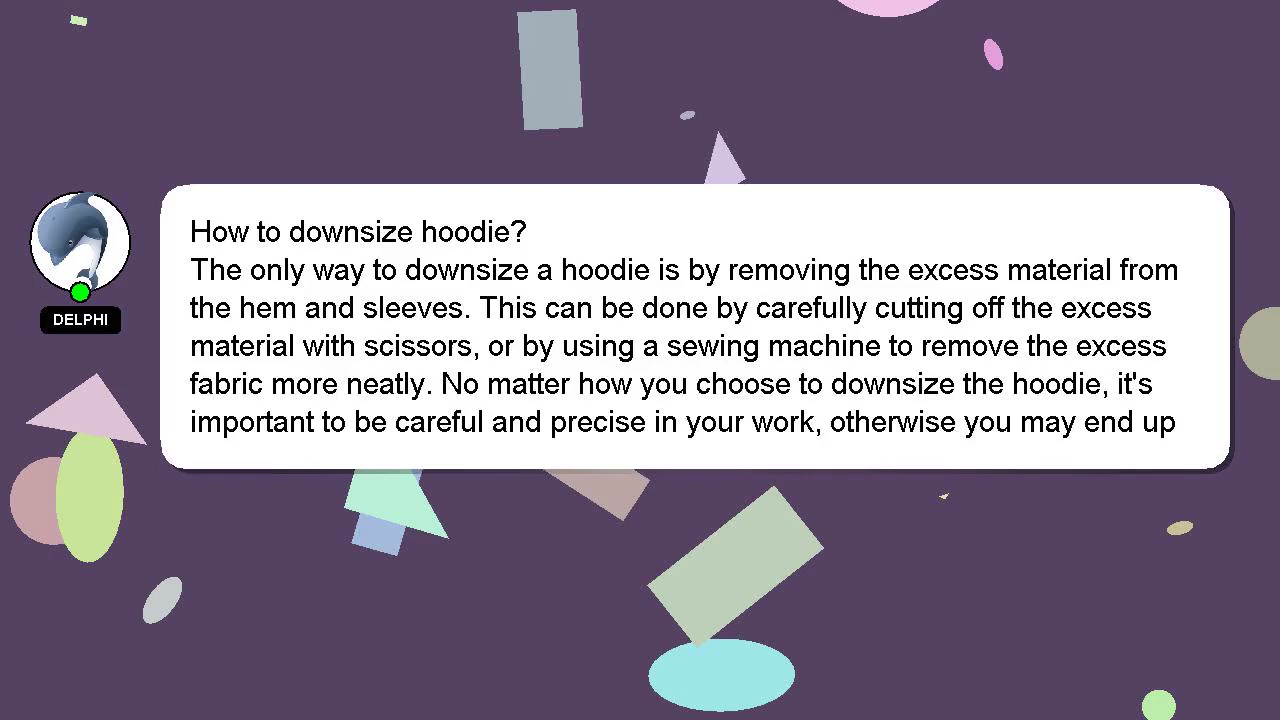 How to downsize hoodie?
The only way to downsize a hoodie is by removing the excess material from
the hem and sleeves. This can be done by carefully cutting off the excess
material with scissors, or by using a sewing machine to remove the excess
fabric more neatly. No matter how you choose to downsize the hoodie, it's
important to be careful and precise in your work, otherwise you may end up
DELPHI